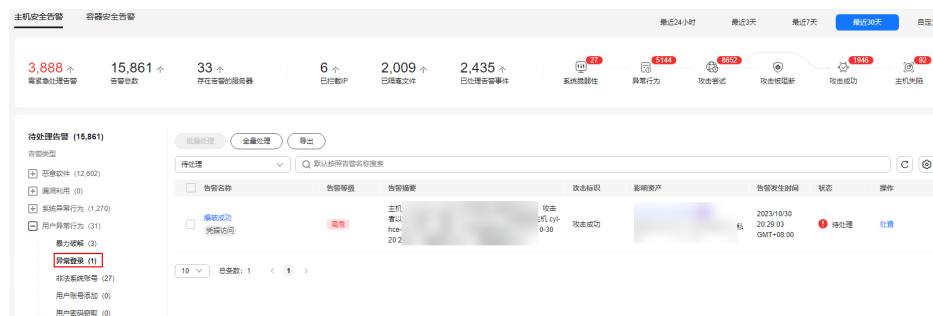 主机安全告警 容器安全告警
最近24小时 最近3天 最近7天 最近30天 自定
3,888 个 15,861 个 33 个 6 个 2,009 个 2,435 个
需紧急处理告警 告警总数 存在告警的服务器 已拦截IP 已隔离文件 已处理告警事件
27 5144 8652 1946 92
系统脆弱性 异常行为 攻击尝试 攻击被阻断 攻击成功 主机失陷
待处理告警 (15,861)
告警类型
恶意软件 (12,602)
漏洞利用 (0)
系统异常行为 (1,270)
用户异常行为 (31)
暴力破解 (3)
异常登录 (1)
非法系统账号 (27)
用户账号添加 (0)
用户密码窃取 (0)
批量处理 全量处理 导出
待处理 默认按照告警名称搜索
告警名称 告警等级 告警摘要 攻击标识 影响资产 告警发生时间 状态 操作
爆破成功
凭据访问
高危
主机 攻击
者以 主机 cyl-
hce- 0-30
20:2
攻击成功
私
2023/10/30
20:29:03
GMT+08:00
待处理
处置
10 总条数: 1 < 1 >